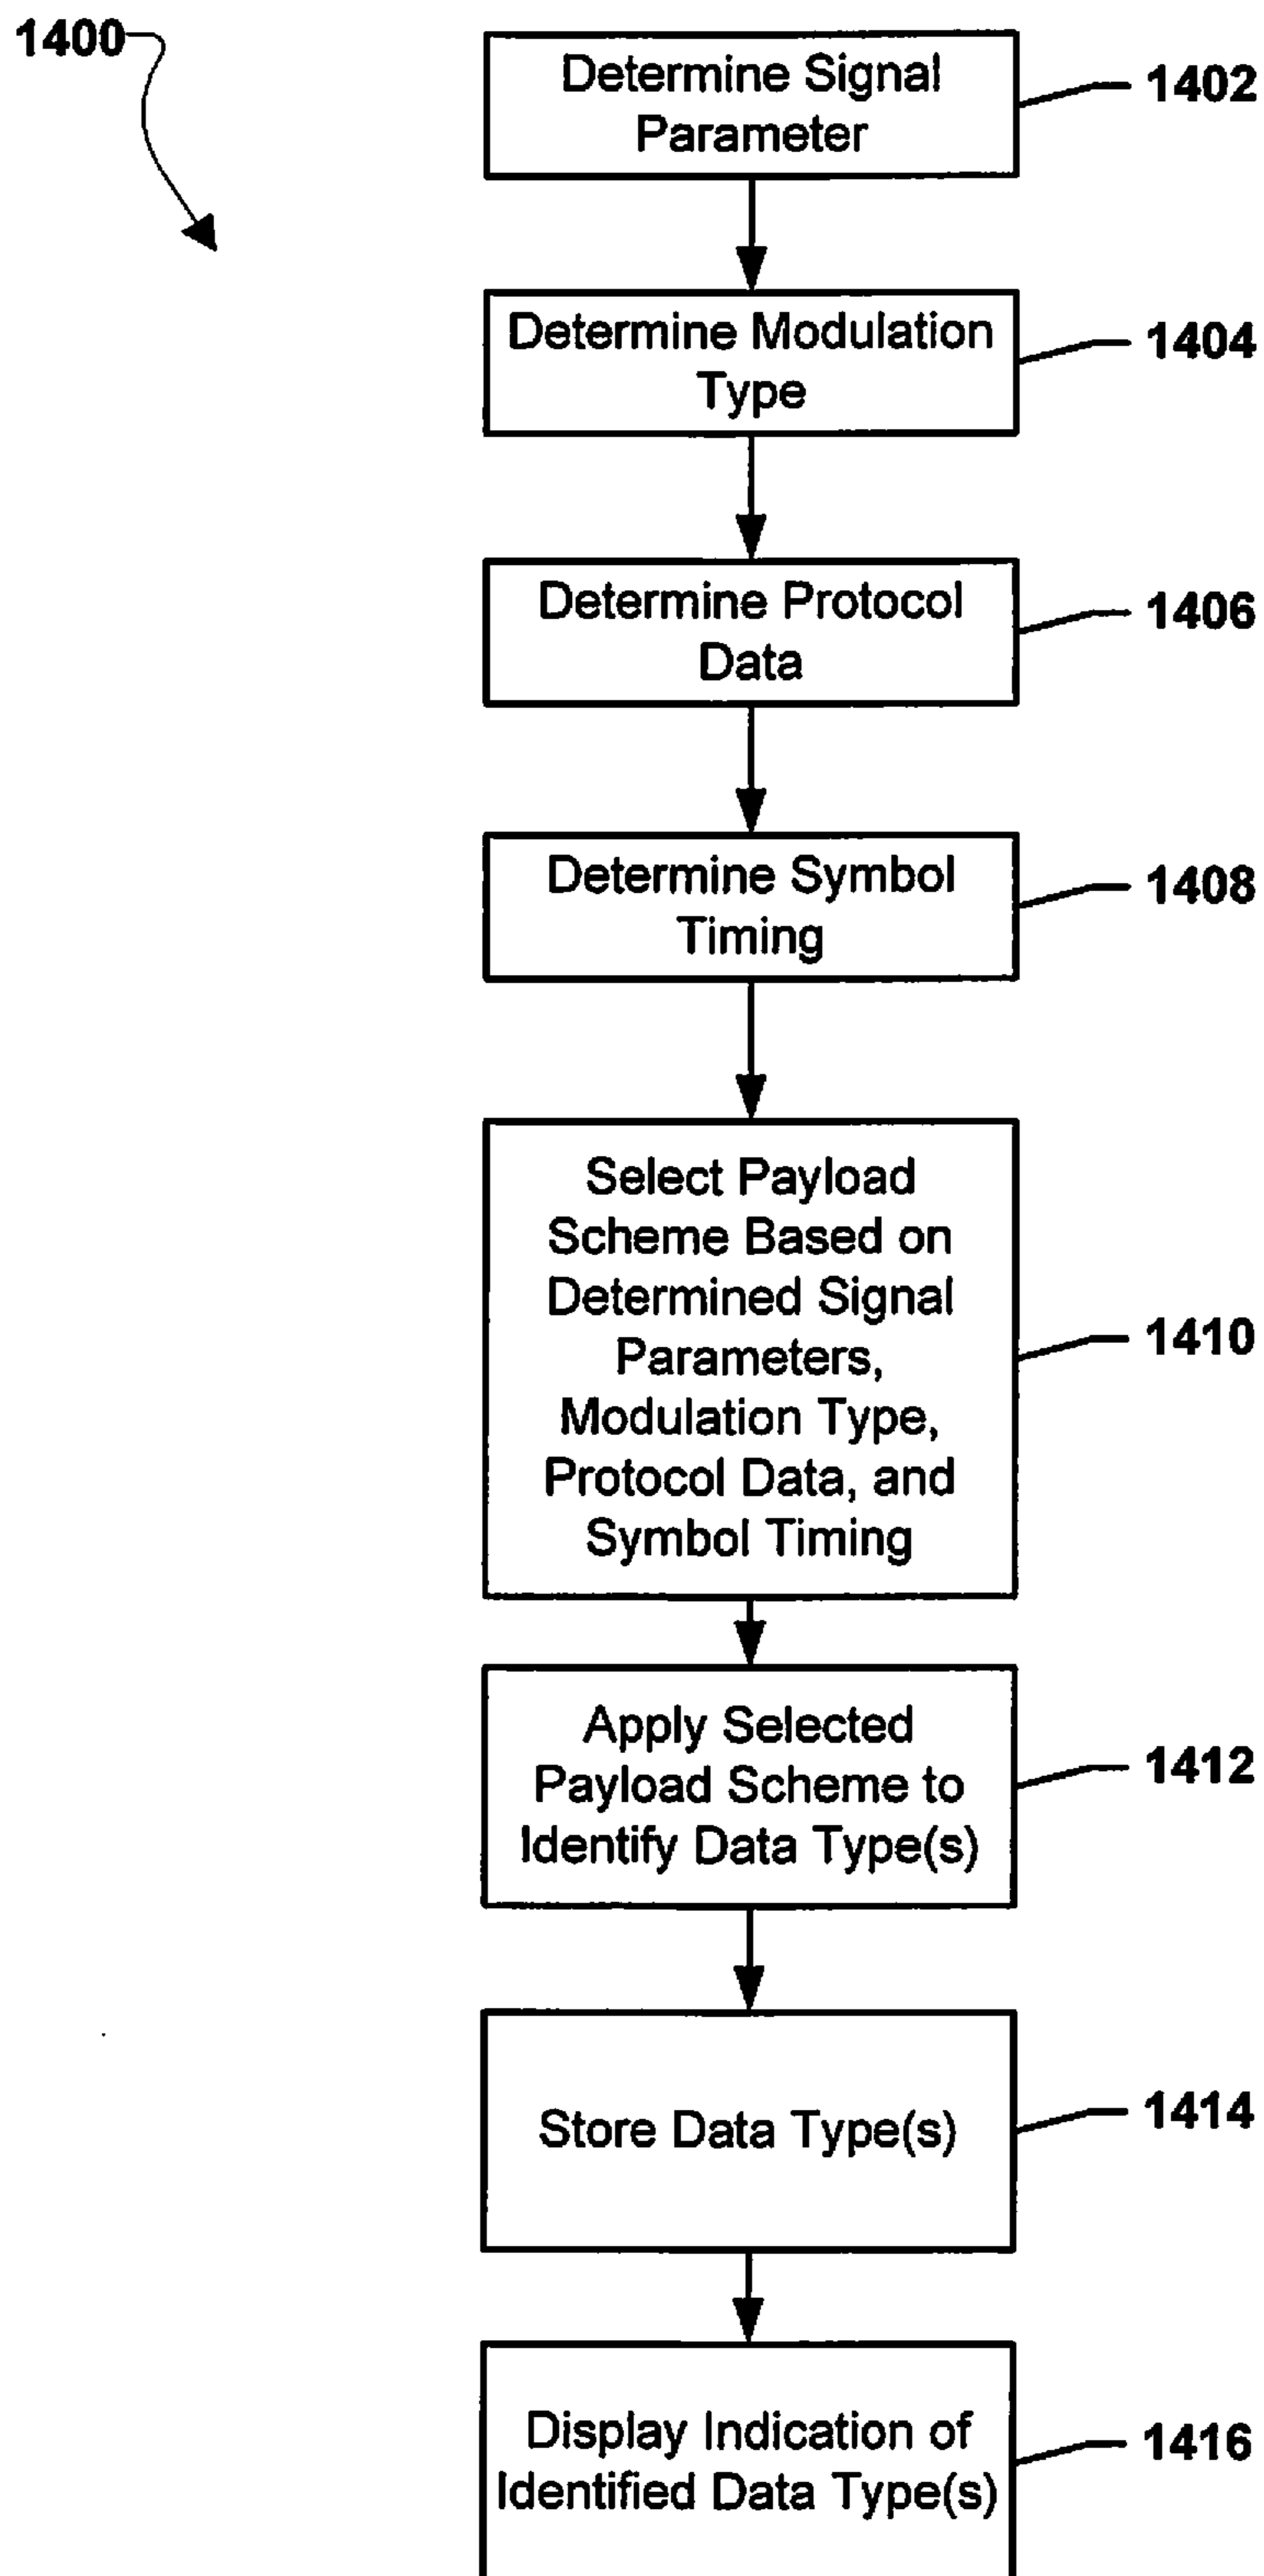 1400
Determine Signal
Parameter
1402
Determine Modulation
Type
1404
Determine Protocol
Data
1406
Determine Symbol
Timing
1408
Select Payload
Scheme Based on
Determined Signal
Parameters,
Modulation Type,
Protocol Data, and
Symbol Timing
1410
Apply Selected
Payload Scheme to
Identify Data Type(s)
1412
Store Data Type(s)
1414
Display Indication of
Identified Data Type(s)
1416